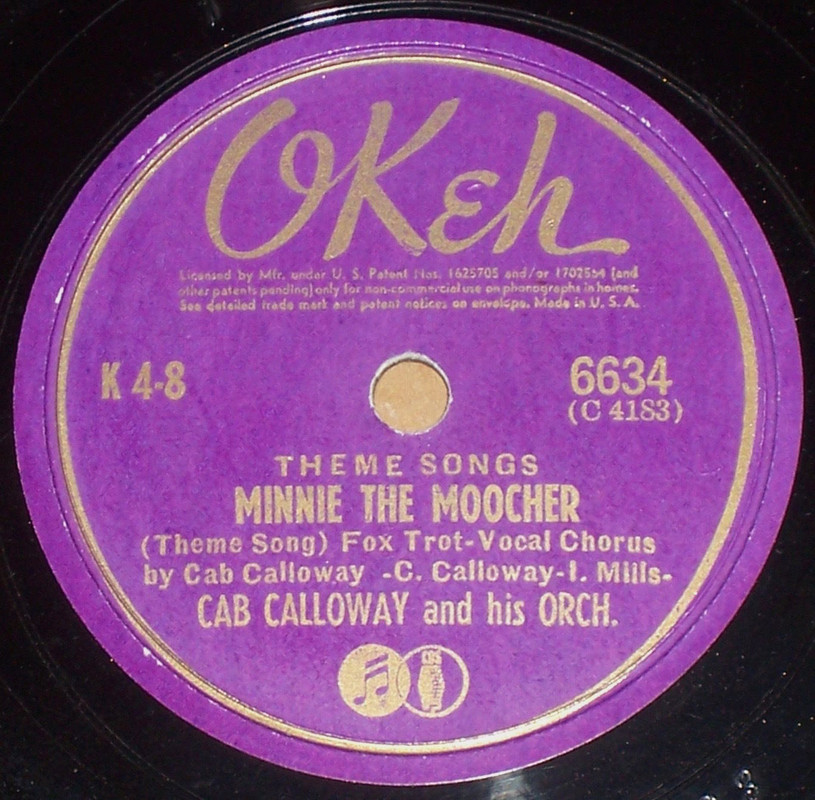 OKeh
Licensed by Mfr. under U. S. Patent Nos. 1625705 and/or 1702564 (and
other patents pending) only for non-commercial use on phonographs in homes.
See detailed trade mark and patent notices on envelope. Made in U. S. A.
K 4-8
6634
(C 4183)
THEME SONGS
MINNIE THE MOOCHER
(Theme Song) Fox Trot-Vocal Chorus
by Cab Calloway -C. Calloway-I. Mills-
CAB CALLOWAY and his ORCH.